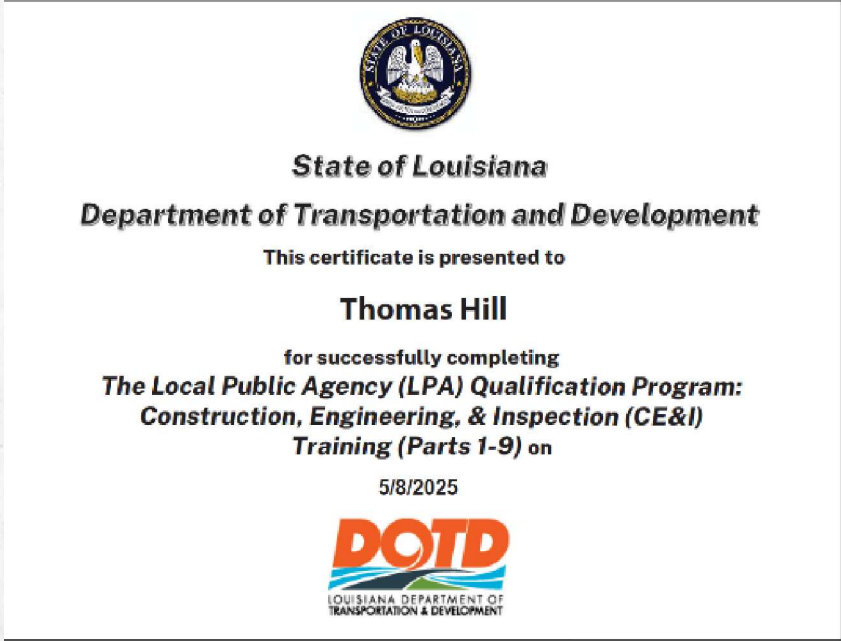 STATE OF LOUISIANA
State of Louisiana
Department of Transportation and Development
This certificate is presented to
Thomas Hill
for successfully completing
The Local Public Agency (LPA) Qualification Program:
Construction, Engineering, & Inspection (CE&I)
Training (Parts 1-9) on
5/8/2025
DOTD
LOUISIANA DEPARTMENT OF
TRANSPORTATION & DEVELOPMENT